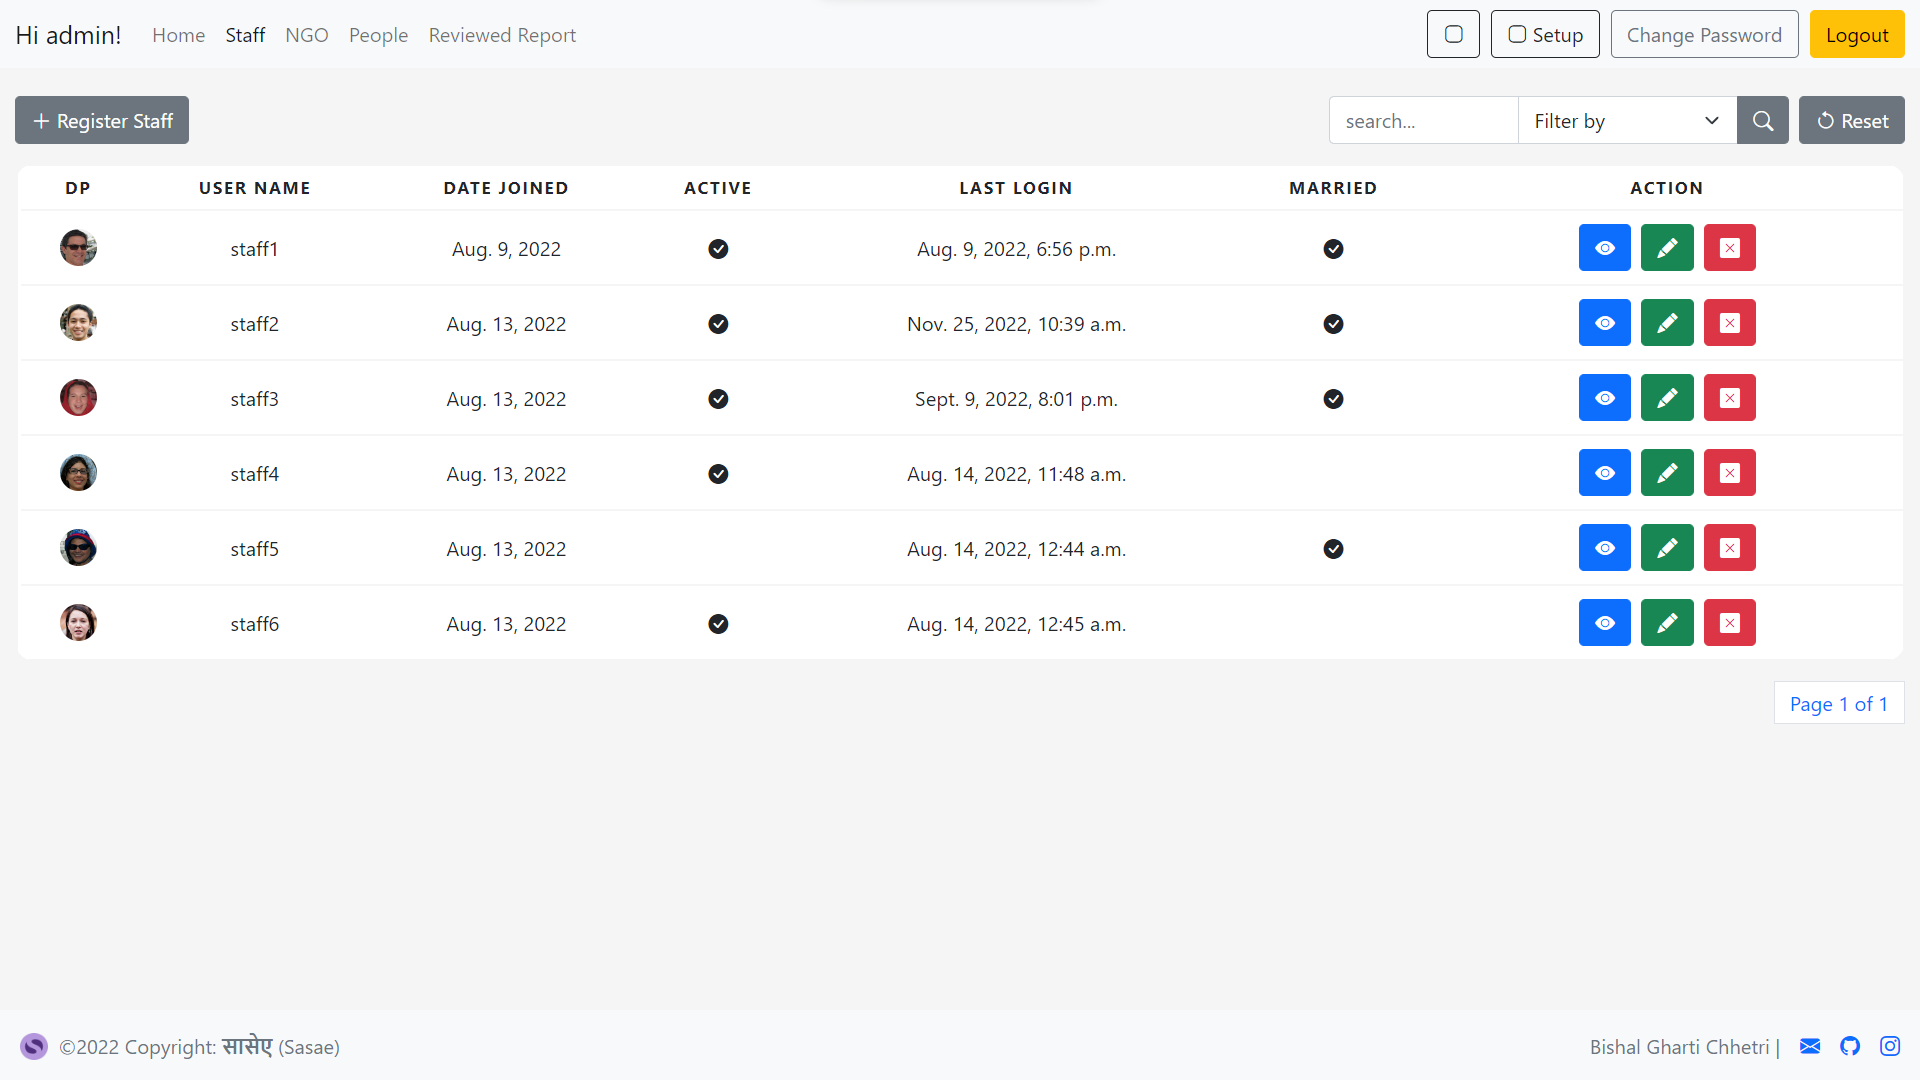 Hi admin! Home Staff NGO People Reviewed Report Setup Change Password Logout
Register Staff search... Filter by Reset
DP USER NAME DATE JOINED ACTIVE LAST LOGIN MARRIED ACTION
staff1 Aug. 9, 2022 Aug. 9, 2022, 6:56 p.m.
staff2 Aug. 13, 2022 Nov. 25, 2022, 10:39 a.m.
staff3 Aug. 13, 2022 Sept. 9, 2022, 8:01 p.m.
staff4 Aug. 13, 2022 Aug. 14, 2022, 11:48 a.m.
staff5 Aug. 13, 2022 Aug. 14, 2022, 12:44 a.m.
staff6 Aug. 13, 2022 Aug. 14, 2022, 12:45 a.m.
Page 1 of 1
©2022 Copyright: सासेए (Sasae) Bishal Gharti Chhetri |